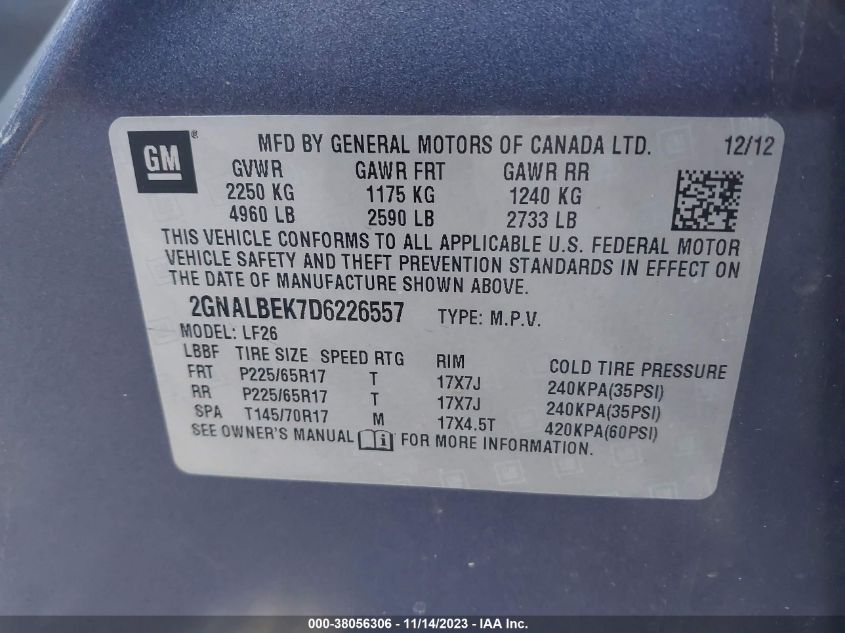 GM ® MFD BY GENERAL MOTORS OF CANADA LTD. 12/12
GVWR GAWR FRT GAWR RR
2250 KG 1175 KG 1240 KG
4960 LB 2590 LB 2733 LB
THIS VEHICLE CONFORMS TO ALL APPLICABLE U.S. FEDERAL MOTOR
VEHICLE SAFETY AND THEFT PREVENTION STANDARDS IN EFFECT ON
THE DATE OF MANUFACTURE SHOWN ABOVE.
2GNALBEK7D6226557 TYPE: M.P.V.
MODEL: LF26
LBBF TIRE SIZE SPEED RTG RIM COLD TIRE PRESSURE
FRT P225/65R17 T 17X7J 240KPA(35PSI)
RR P225/65R17 T 17X7J 240KPA(35PSI)
SPA T145/70R17 M 17X4.5T 420KPA(60PSI)
SEE OWNER'S MANUAL i FOR MORE INFORMATION.
000-38056306 - 11/14/2023 - IAA Inc.